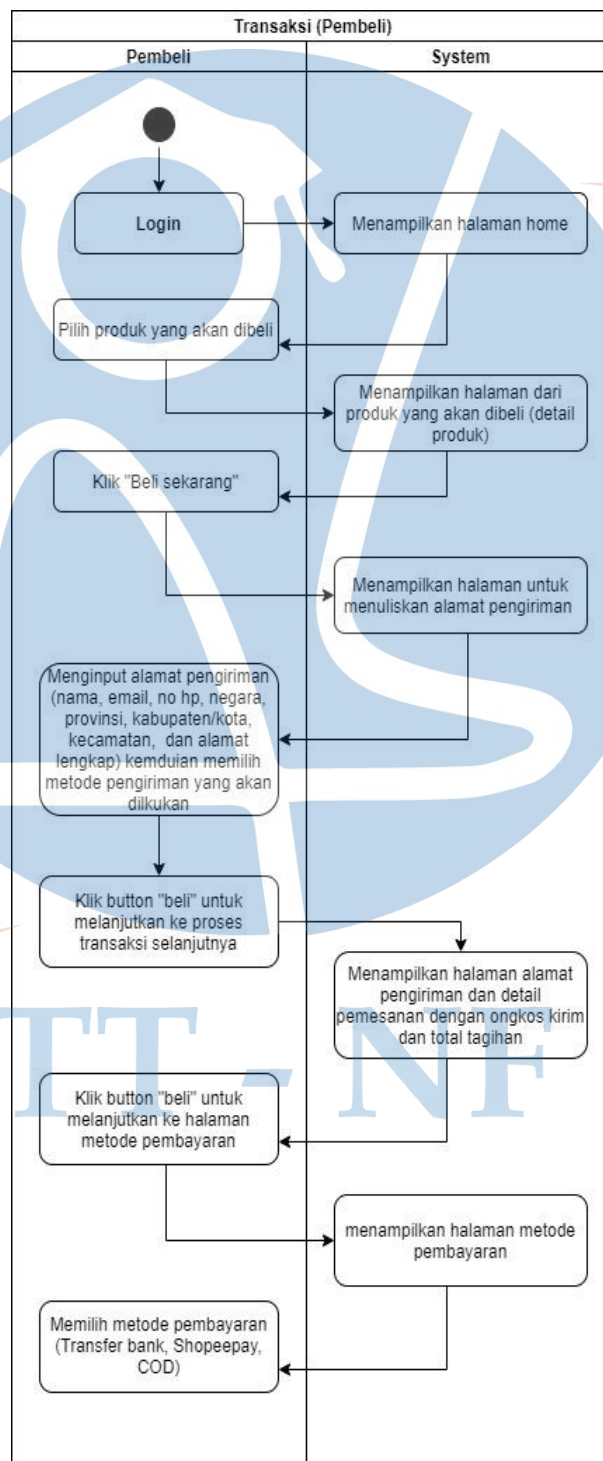 Transaksi (Pembeli)
Pembeli
System
Login
Menampilkan halaman home
Pilih produk yang akan dibeli
Menampilkan halaman dari
produk yang akan dibeli (detail
produk)
Klik "Beli sekarang"
Menampilkan halaman untuk
menuliskan alamat pengiriman
Menginput alamat pengiriman
(nama, email, no hp, negara,
provinsi, kabupaten/kota,
kecamatan, dan alamat
lengkap) kemduian memilih
metode pengiriman yang akan
dilkukan
Klik button "beli" untuk
melanjutkan ke proses
transaksi selanjutnya
Menampilkan halaman alamat
pengiriman dan detail
pemesanan dengan ongkos kirim
dan total tagihan
TT - NF
Klik button "beli" untuk
melanjutkan ke halaman
metode pembayaran
menampilkan halaman metode
pembayaran
Memilih metode pembayaran
(Transfer bank, Shopeepay,
COD)